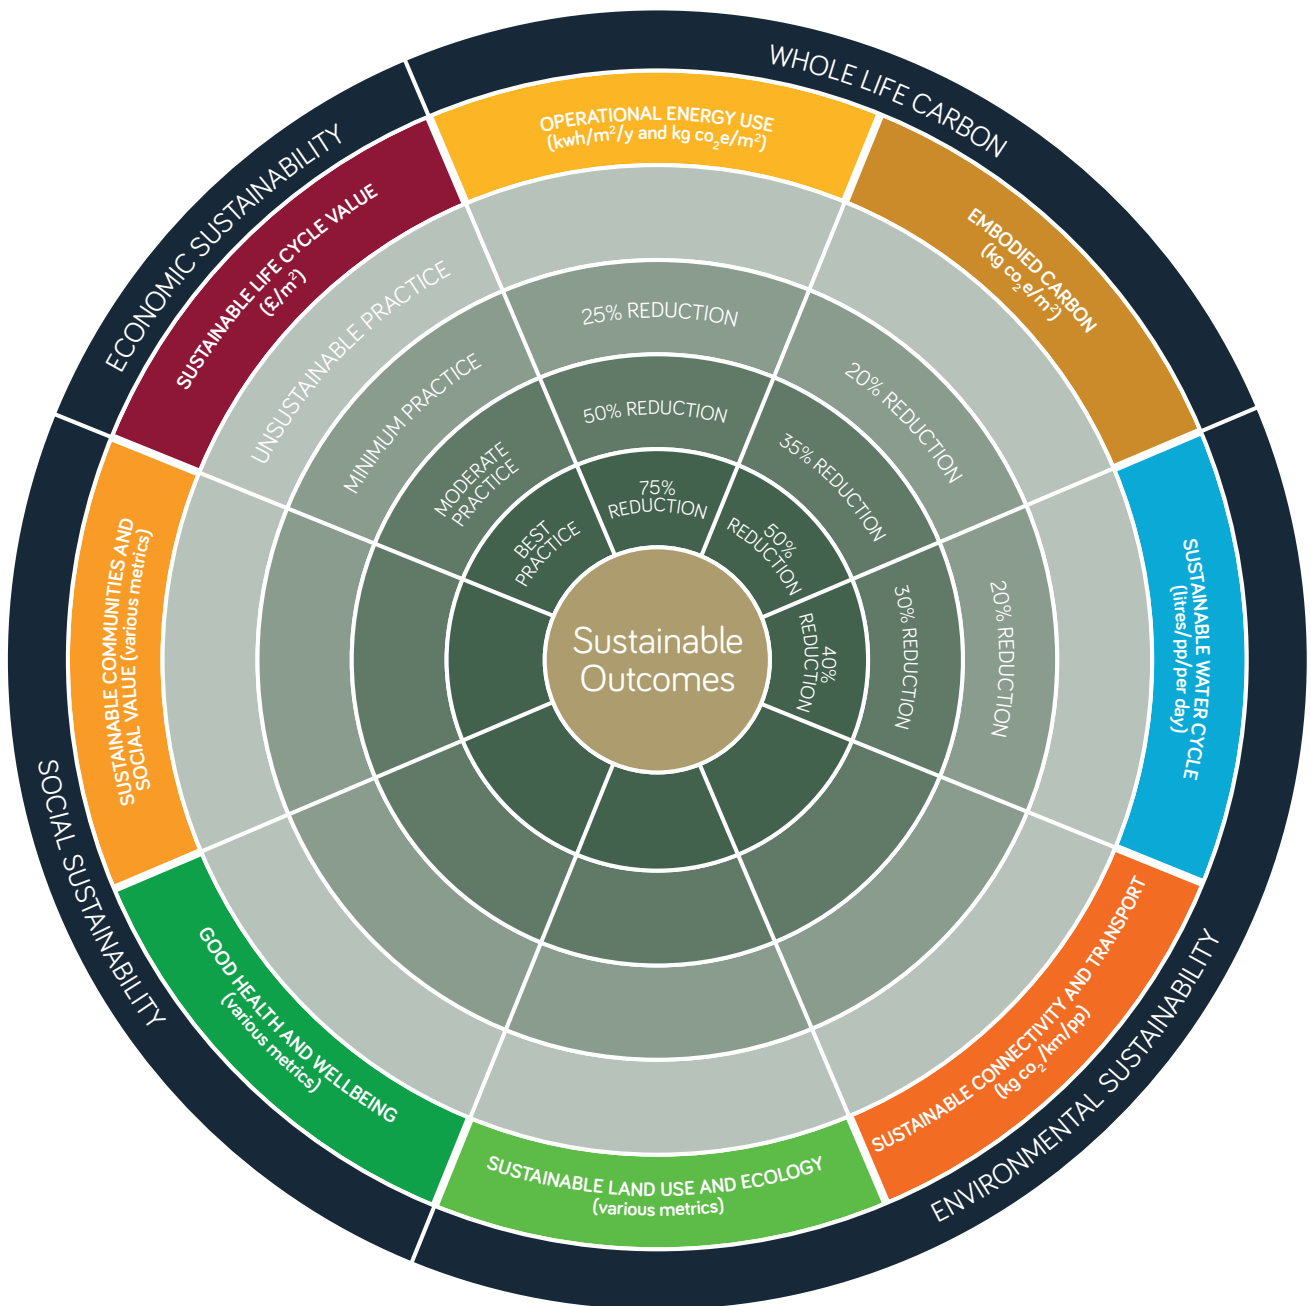 WHOLE LIFE CARBON
ECONOMIC SUSTAINABILITY
SOCIAL SUSTAINABILITY
ENVIRONMENTAL SUSTAINABILITY
OPERATIONAL ENERGY USE
(kwh/m²/y and kg co₂e/m²)
25% REDUCTION
50% REDUCTION
75%
REDUCTION
EMBODIED CARBON
(kg co₂e/m²)
20% REDUCTION
35% REDUCTION
50%
REDUCTION
SUSTAINABLE WATER CYCLE
(litres/pp/per day)
20% REDUCTION
30% REDUCTION
40%
REDUCTION
SUSTAINABLE CONNECTIVITY AND TRANSPORT
(kg co₂/km/pp)
SUSTAINABLE LAND USE AND ECOLOGY
(various metrics)
GOOD HEALTH AND WELLBEING
(various metrics)
SUSTAINABLE COMMUNITIES AND
SOCIAL VALUE (various metrics)
SUSTAINABLE LIFE CYCLE VALUE
(£/m²)
UNSUSTAINABLE PRACTICE
MINIMUM PRACTICE
MODERATE
PRACTICE
BEST
PRACTICE
Sustainable
Outcomes